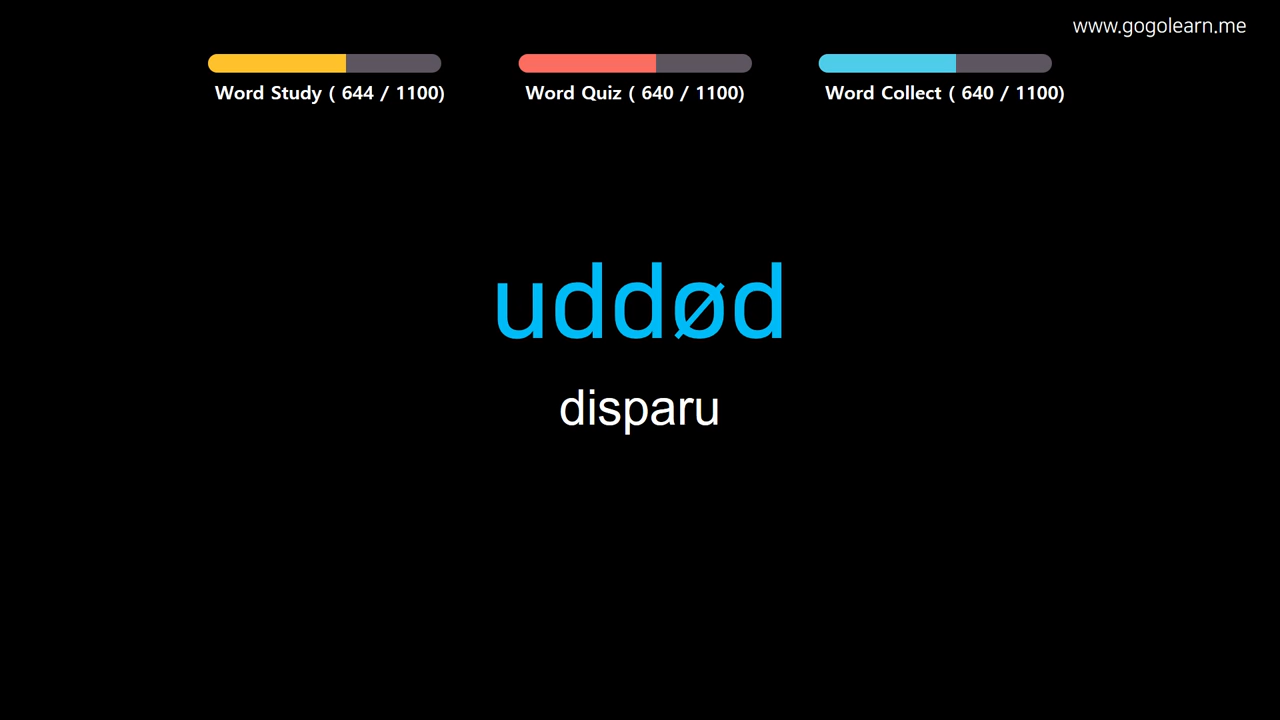 www.gogolearn.me
Word Study ( 644 / 1100)
Word Quiz ( 640 / 1100)
Word Collect ( 640 / 1100)
uddød
disparu